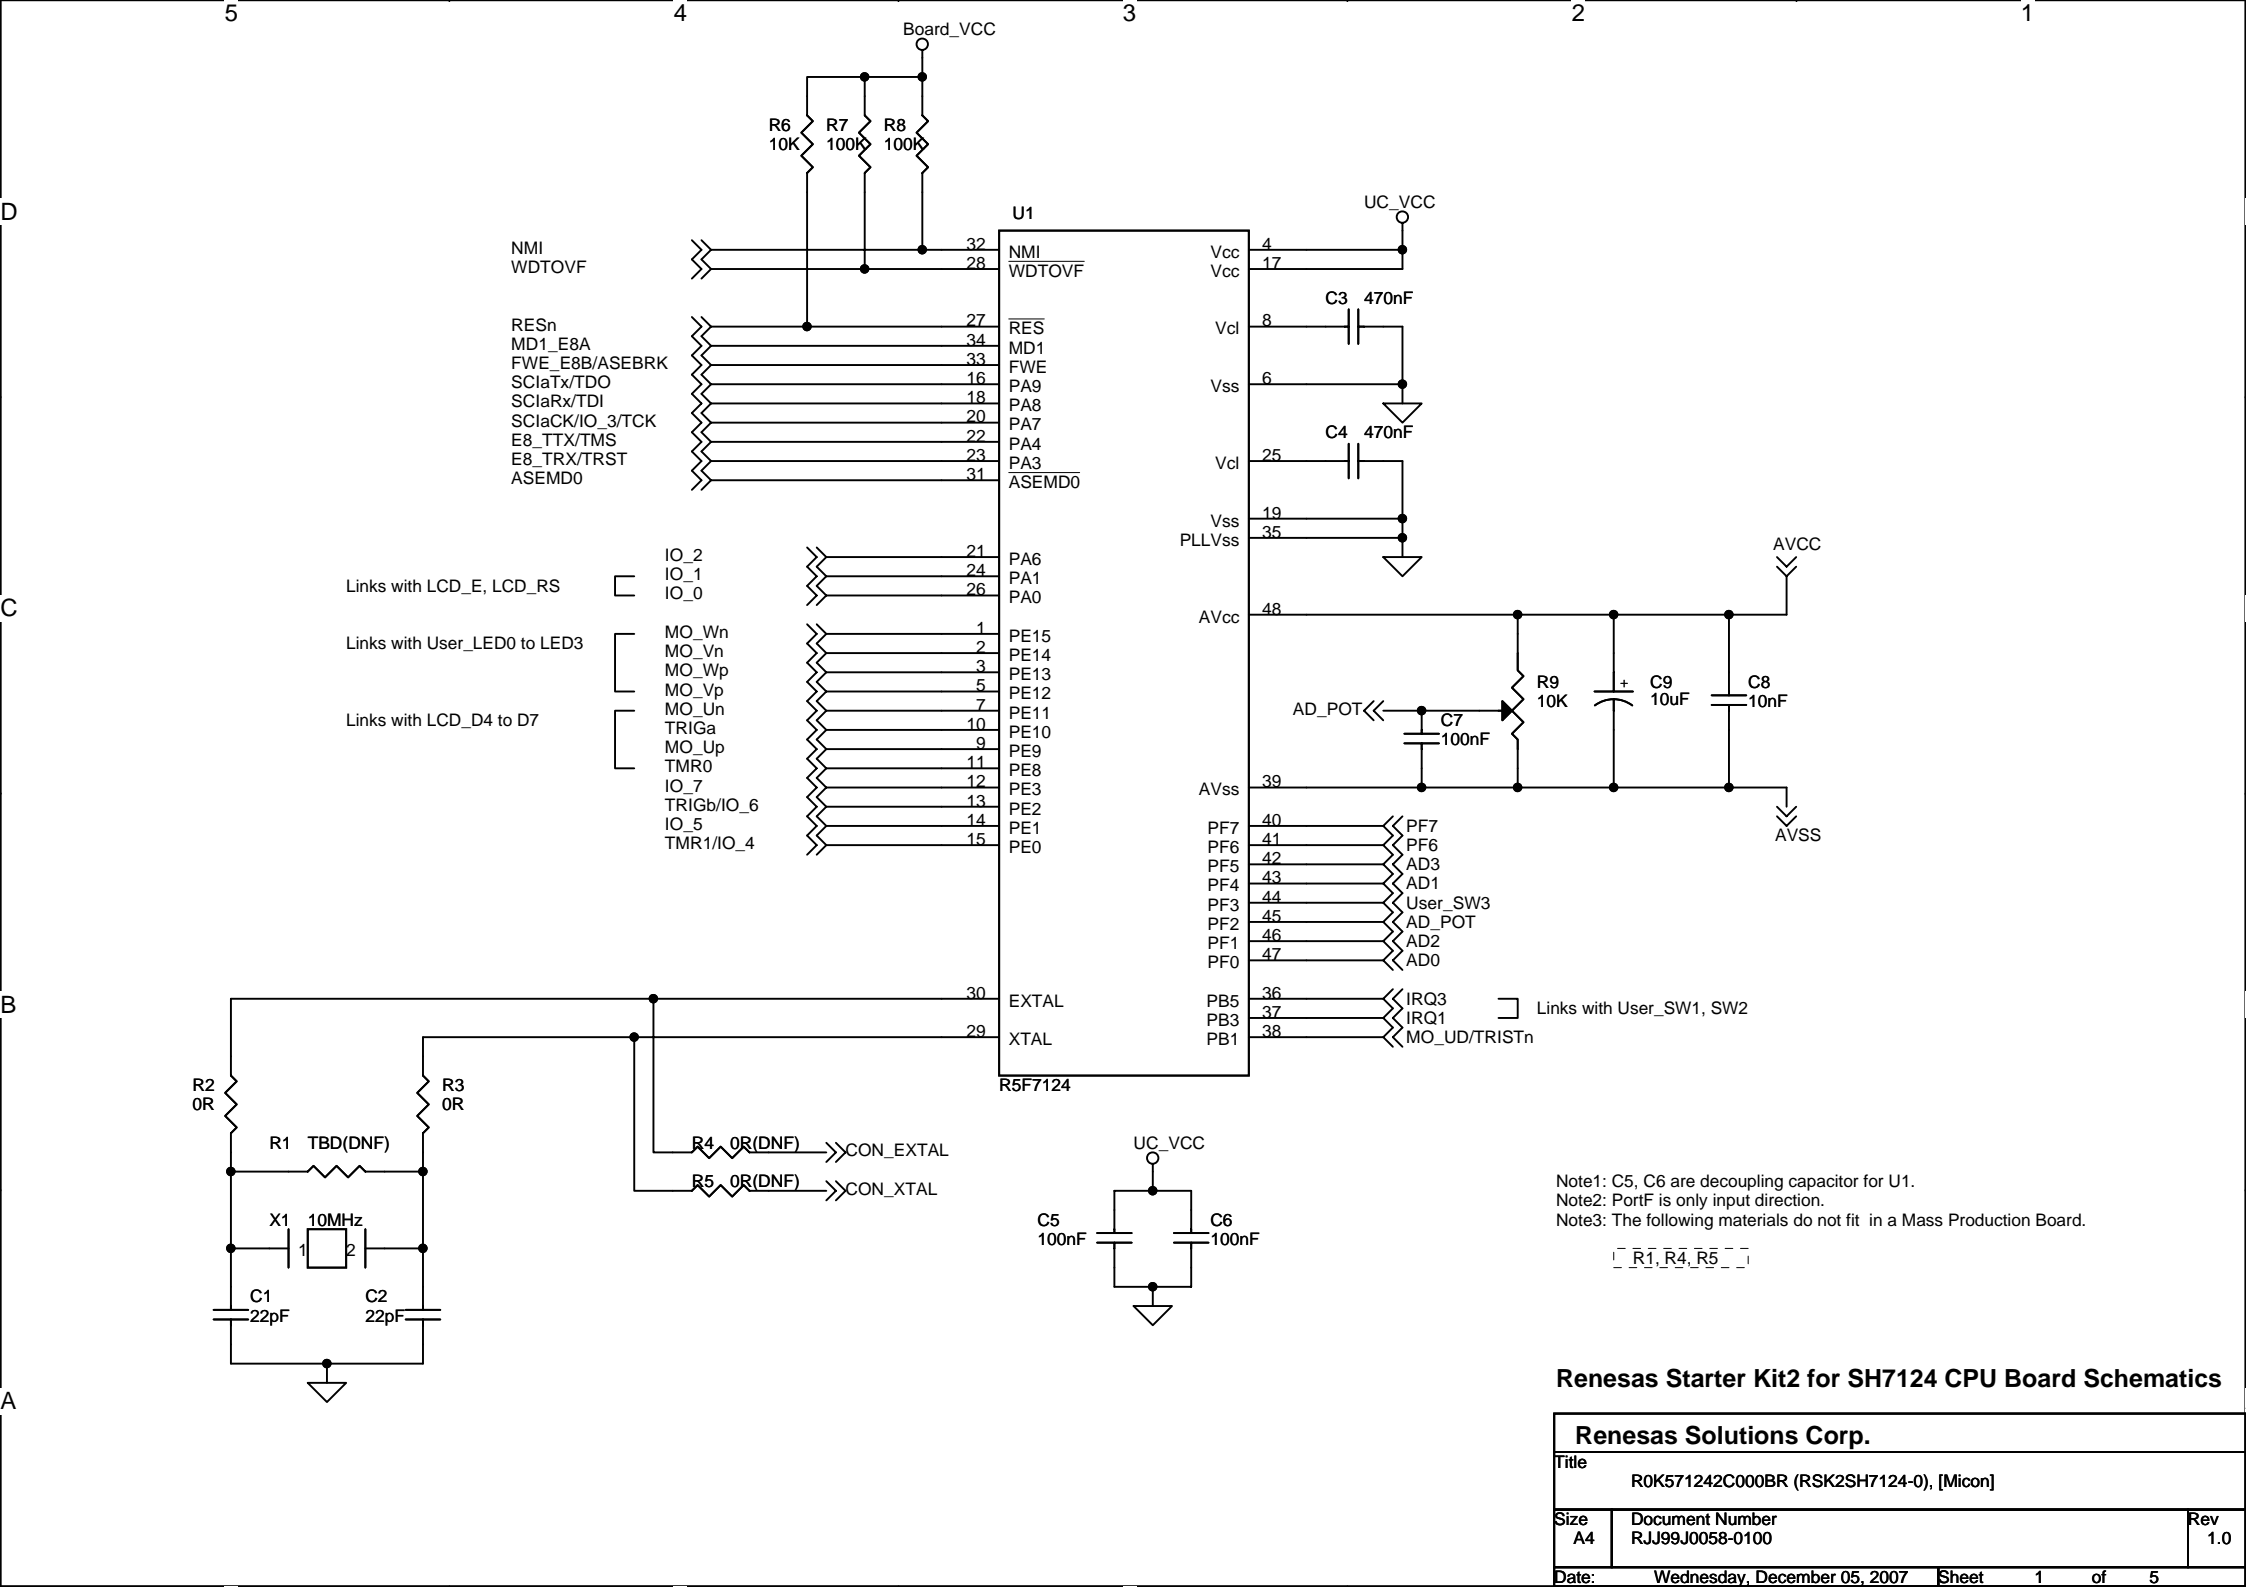 5 4 3 2 1
D
C
B
A
Board_VCC
R6 10K
R7 100K
R8 100K
UC_VCC
U1
NMI 32 NMI
WDTOVF 28 WDTOVF
RESn 27 RES
MD1_E8A 34 MD1
FWE_E8B/ASEBRK 33 FWE
SCIaTx/TDO 16 PA9
SCIaRx/TDI 18 PA8
SCIaCK/IO_3/TCK 20 PA7
E8_TTX/TMS 22 PA4
E8_TRX/TRST 23 PA3
ASEMD0 31 ASEMD0
IO_2 21 PA6
IO_1 24 PA1
IO_0 26 PA0
Links with LCD_E, LCD_RS
MO_Wn 1 PE15
MO_Vn 2 PE14
MO_Wp 3 PE13
MO_Vp 5 PE12
Links with User_LED0 to LED3
MO_Un 7 PE11
TRIGa 10 PE10
MO_Up 9 PE9
TMR0 11 PE8
Links with LCD_D4 to D7
IO_7 12 PE3
TRIGb/IO_6 13 PE2
IO_5 14 PE1
TMR1/IO_4 15 PE0
30 EXTAL
29 XTAL
R5F7124
Vcc 4
Vcc 17
C3 470nF
Vcl 8
Vss 6
C4 470nF
Vcl 25
Vss 19
PLLVss 35
AVCC
AVcc 48
R9 10K
+
C9 10uF
C8 10nF
AD_POT
C7 100nF
AVss 39
AVSS
PF7 40 PF7
PF6 41 PF6
PF5 42 AD3
PF4 43 AD1
PF3 44 User_SW3
PF2 45 AD_POT
PF1 46 AD2
PF0 47 AD0
PB5 36 IRQ3
PB3 37 IRQ1
PB1 38 MO_UD/TRISTn
Links with User_SW1, SW2
R2 0R
R3 0R
R1 TBD(DNF)
R4 0R(DNF) CON_EXTAL
R5 0R(DNF) CON_XTAL
X1 10MHz
1 2
C1 22pF
C2 22pF
UC_VCC
C5 100nF
C6 100nF
Note1: C5, C6 are decoupling capacitor for U1.
Note2: PortF is only input direction.
Note3: The following materials do not fit in a Mass Production Board.
R1, R4, R5
Renesas Starter Kit2 for SH7124 CPU Board Schematics
Renesas Solutions Corp.
Title
R0K571242C000BR (RSK2SH7124-0), [Micon]
Size Document Number Rev
A4 RJJ99J0058-0100 1.0
Date: Wednesday, December 05, 2007 Sheet 1 of 5
5 4 3 2 1